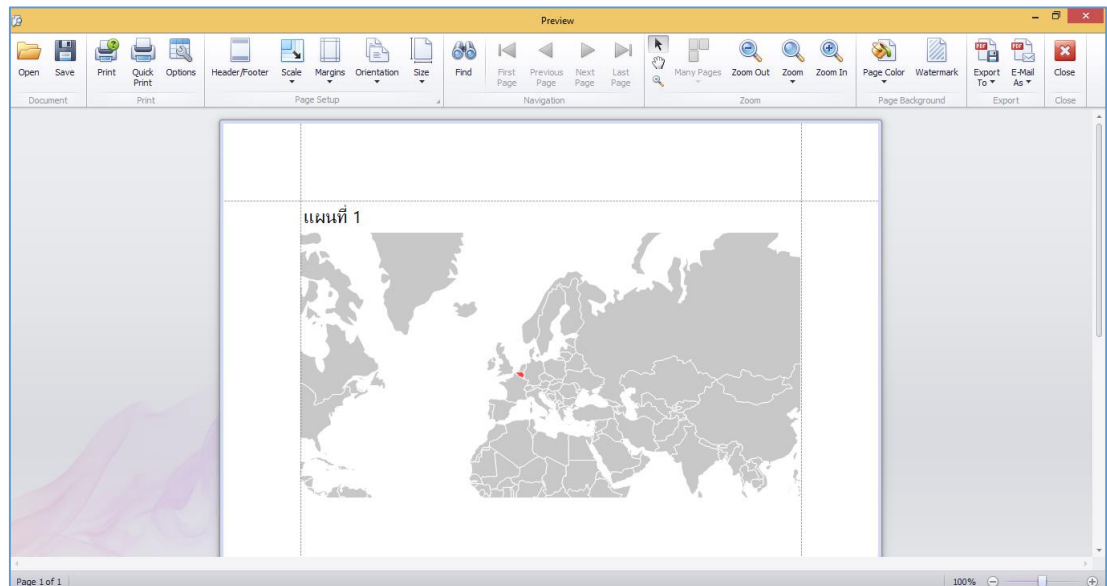 Preview
Open Save Print Quick Print Options Header/Footer Scale Margins Orientation Size Find First Page Previous Page Next Page Last Page Many Pages Zoom Out Zoom Zoom In Page Color Watermark Export To E-Mail As Close
Document Print Page Setup Navigation Zoom Page Background Export Close
แผนที่ 1
Page 1 of 1 100%